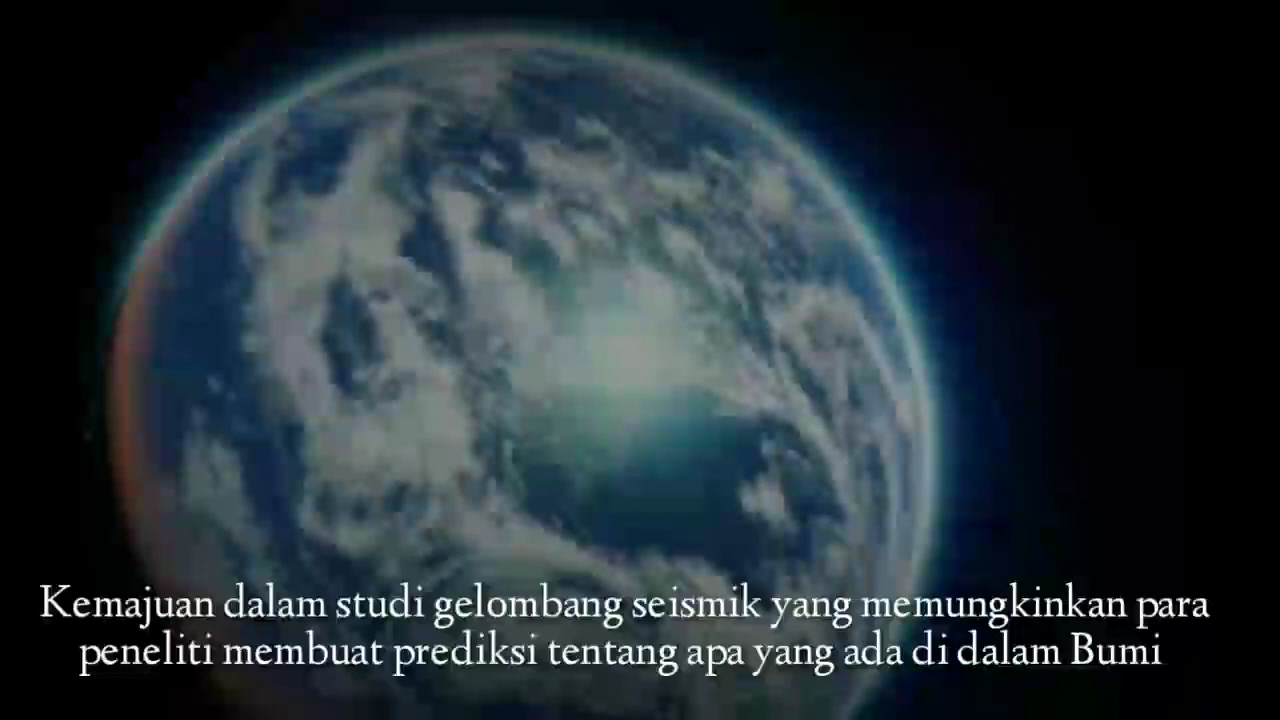 Kemajuan dalam studi gelombang seismik yang memungkinkan para
peneliti membuat prediksi tentang apa yang ada di dalam Bumi